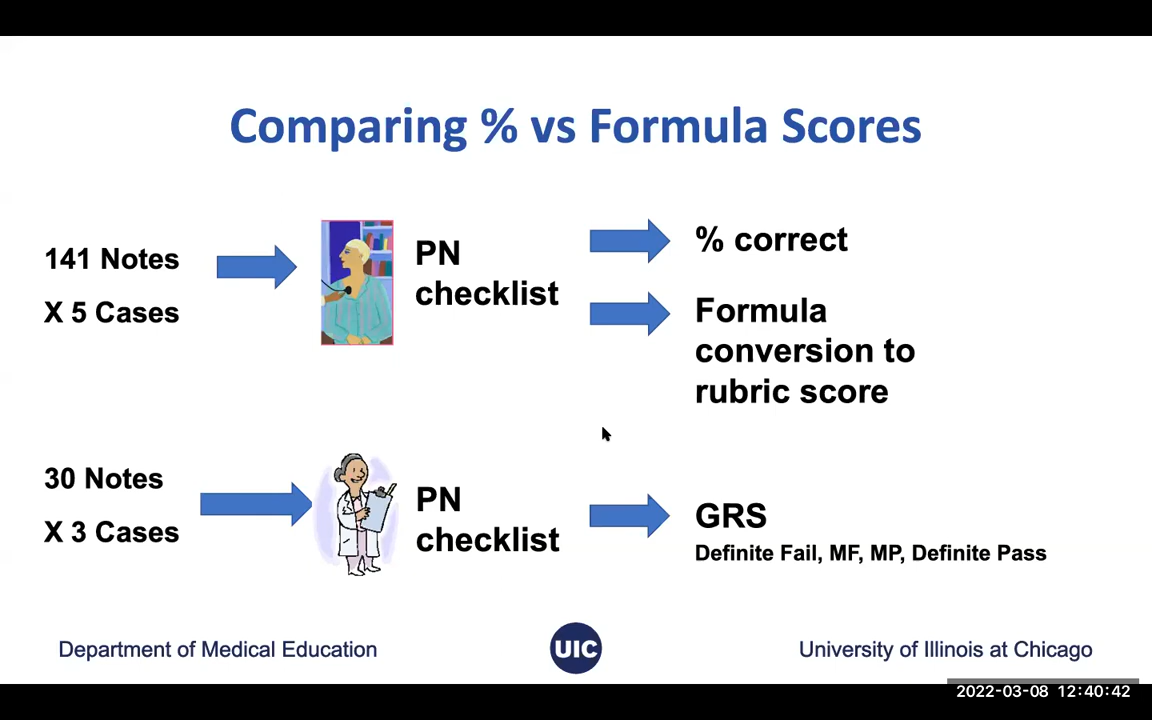 Comparing % vs Formula Scores
141 Notes
X 5 Cases
PN
checklist
% correct
Formula
conversion to
rubric score
30 Notes
X 3 Cases
PN
checklist
GRS
Definite Fail, MF, MP, Definite Pass
Department of Medical Education
UIC
University of Illinois at Chicago
2022-03-08 12:40:42